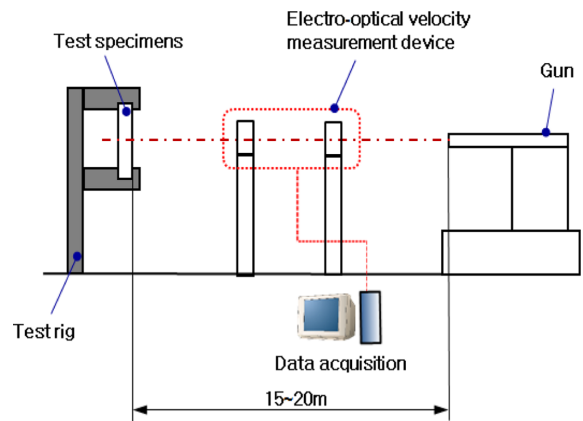 Electro-optical velocity
measurement device
Test specimens
Gun
Test rig
Data acquisition
15~20m